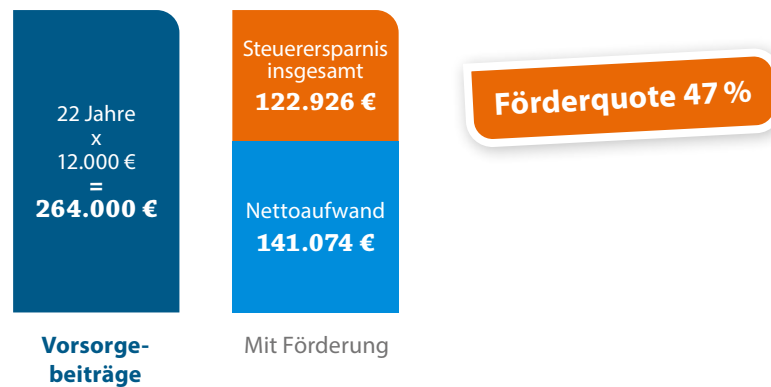 22 Jahre
x
12.000 €
=
264.000 €
Vorsorge-
beiträge
Steuerersparnis
insgesamt
122.926 €
Nettoaufwand
141.074 €
Mit Förderung
Förderquote 47 %